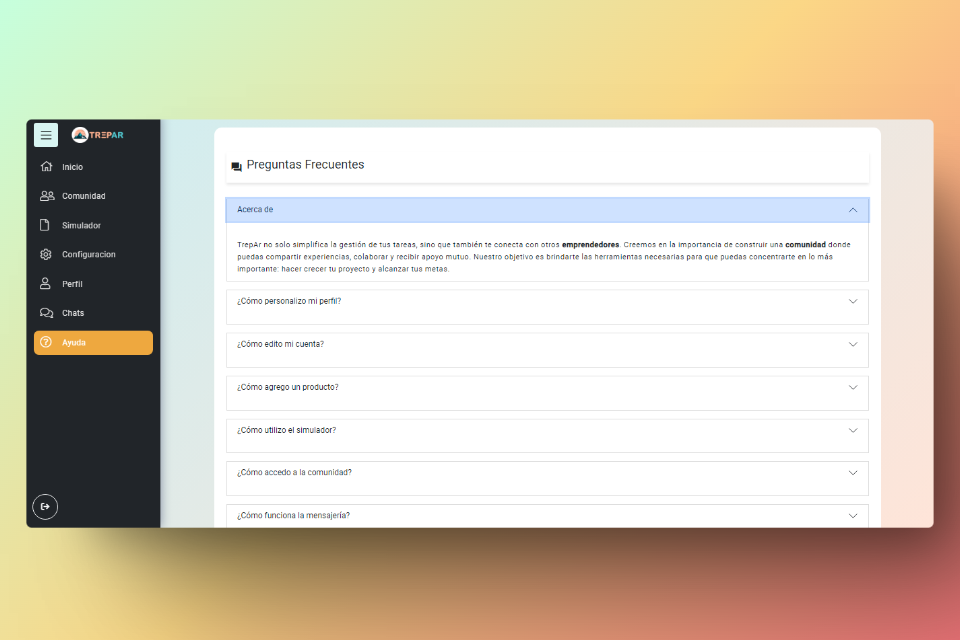 TREPAR
Inicio
Comunidad
Simulador
Configuracion
Perfil
Chats
Ayuda
Preguntas Frecuentes
Acerca de
TrepAr no solo simplifica la gestión de tus tareas, sino que también te conecta con otros emprendedores. Creemos en la importancia de construir una comunidad donde
puedas compartir experiencias, colaborar y recibir apoyo mutuo. Nuestro objetivo es brindarte las herramientas necesarias para que puedas concentrarte en lo más
importante: hacer crecer tu proyecto y alcanzar tus metas.
¿Cómo personalizo mi perfil?
¿Cómo edito mi cuenta?
¿Cómo agrego un producto?
¿Cómo utilizo el simulador?
¿Cómo accedo a la comunidad?
¿Cómo funciona la mensajería?